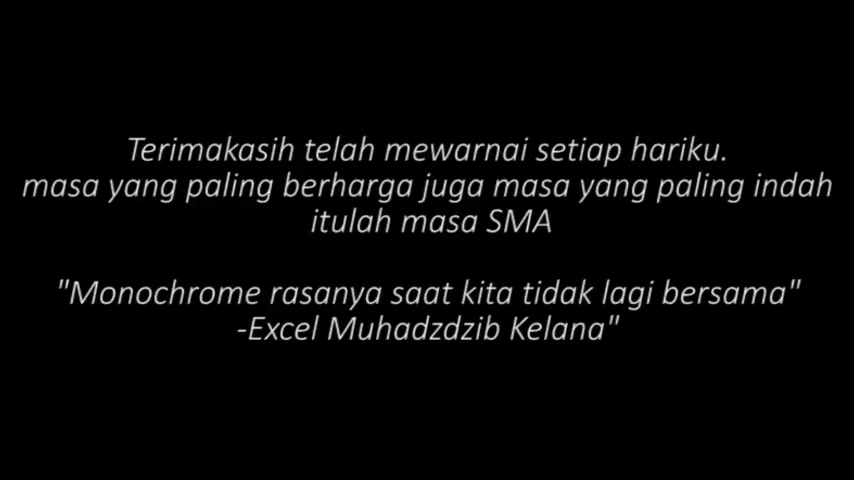 Terimakasih telah mewarnai setiap hariku.
masa yang paling berharga juga masa yang paling indah
itulah masa SMA
"Monochrome rasanya saat kita tidak lagi bersama"
-Excel Muhadzdzib Kelana"